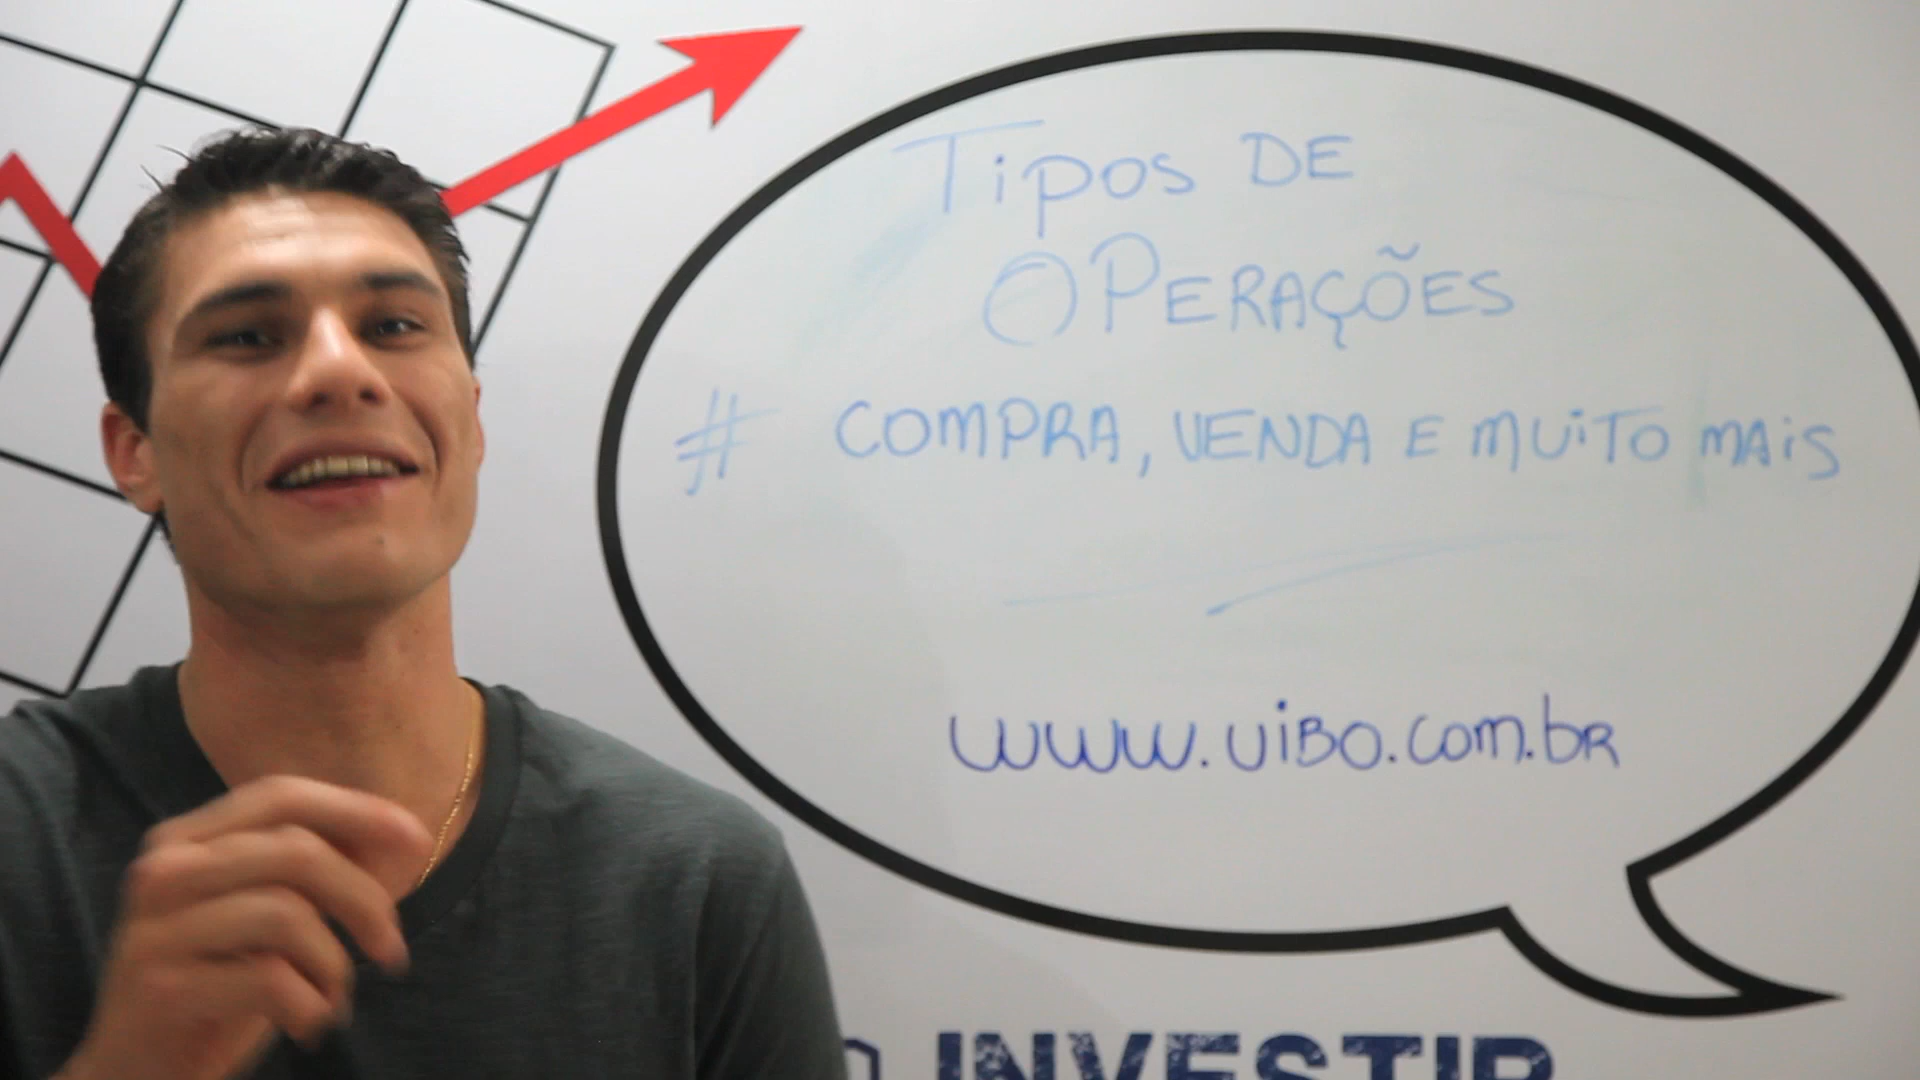 Tipos DE
OPERAÇÕES
# COMPRA, VENDA E MUITO MAIS
www.UiBO.com.br
INVESTIR